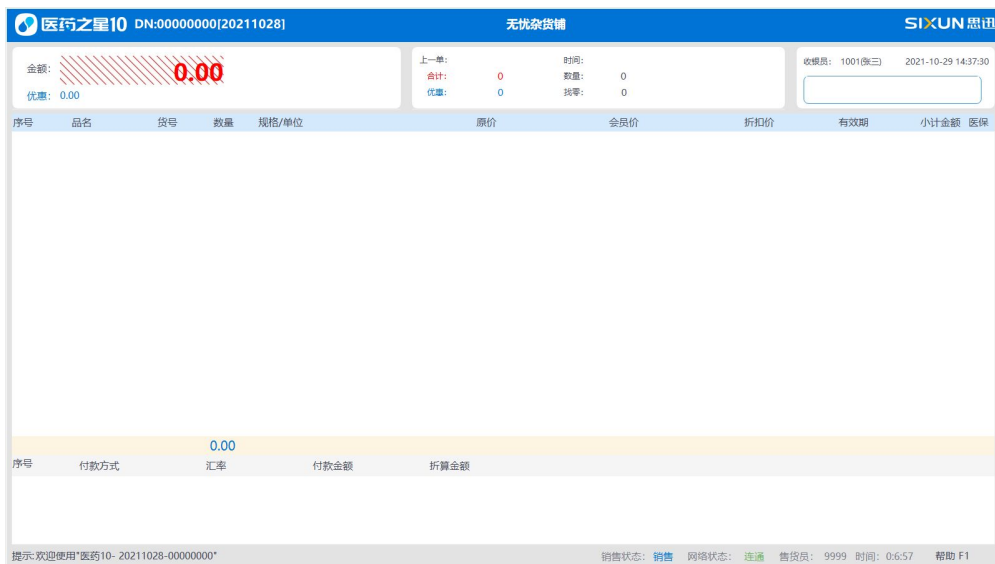 医药之星10 DN:00000000[20211028] 无忧杂货铺 SIXUN思迅
金额: 0.00
优惠: 0.00
上一单: 时间:
合计: 0 数量: 0
优惠: 0 找零: 0
收银员: 1001(张三) 2021-10-29 14:37:30
序号 品名 货号 数量 规格/单位 原价 会员价 折扣价 有效期 小计金额 医保
0.00
序号 付款方式 汇率 付款金额 折算金额
提示:欢迎使用"医药10- 20211028-00000000" 销售状态: 销售 网络状态: 连通 售货员: 9999 时间: 0:6:57 帮助 F1